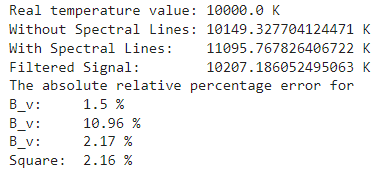 Real temperature value: 10000.0 K
Without Spectral Lines: 10149.327704124471 K
With Spectral Lines:    11095.767826406722 K
Filtered Signal:        10207.186052495063 K
The absolute relative percentage error for
B_v:     1.5 %
B_v:     10.96 %
B_v:     2.17 %
Square:  2.16 %